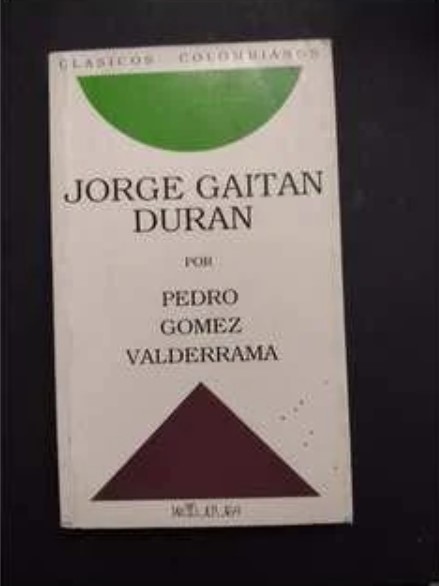 CLASICOS COLOMBIANOS
JORGE GAITAN
DURAN
POR
PEDRO
GOMEZ
VALDERRAMA